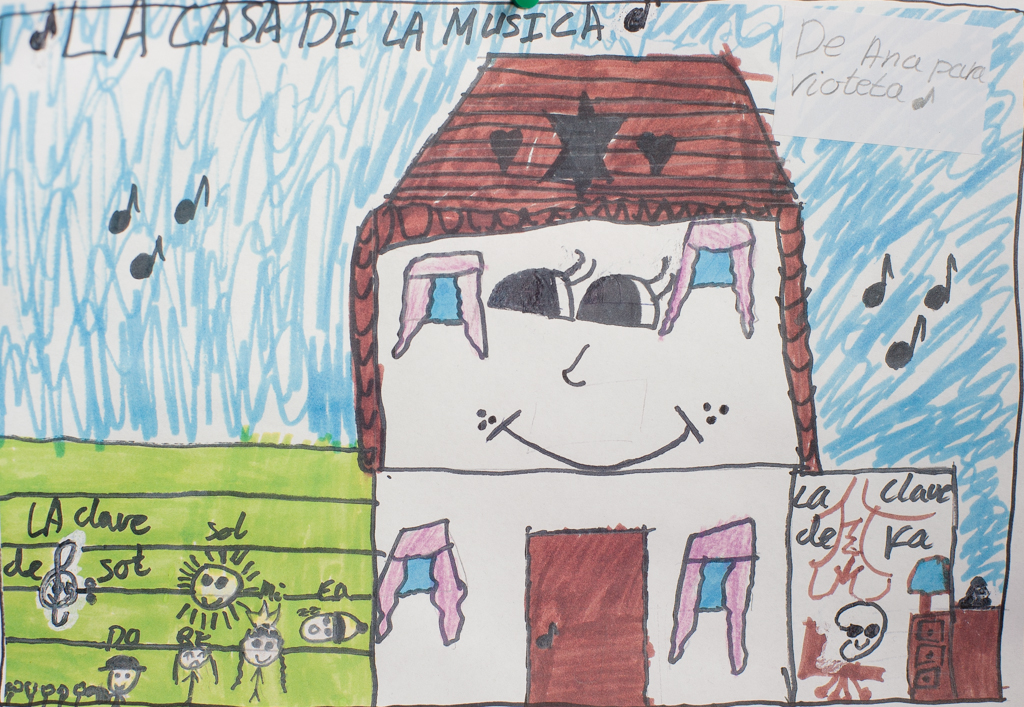 LA CASA DE LA MUSICA
De Ana para
Violeta
LA clave
de sol
sol
Mi
Fa
RE
DO
LA clave
de Fa